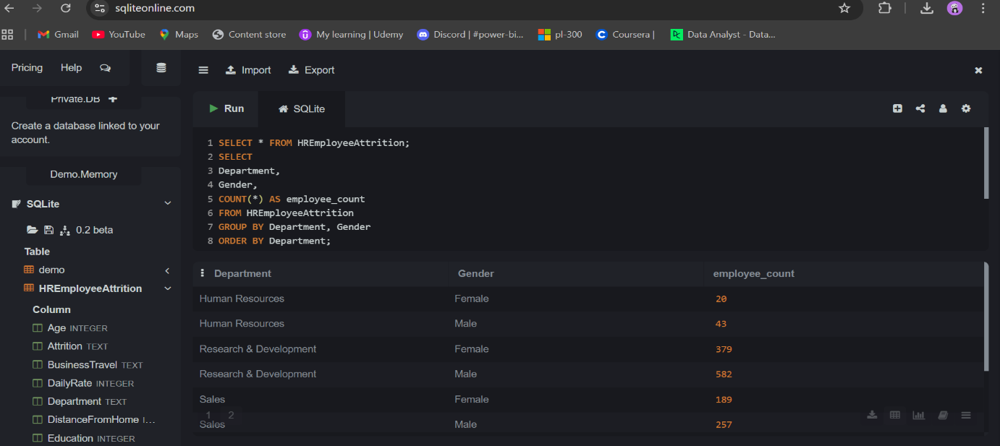 sqliteonline.com
Gmail YouTube Maps Content store My learning | Udemy Discord | #power-bi... pl-300 Coursera | Data Analyst - Data...
Pricing Help
Import Export
Private.DB
Create a database linked to your
account.
Demo.Memory
SQLite
0.2 beta
Table
demo
HREmployeeAttrition
Column
Age INTEGER
Attrition TEXT
BusinessTravel TEXT
DailyRate INTEGER
Department TEXT
DistanceFromHome I...
Education INTEGER
Run SQLite
1 SELECT * FROM HREmployeeAttrition;
2 SELECT
3 Department,
4 Gender,
5 COUNT(*) AS employee_count
6 FROM HREmployeeAttrition
7 GROUP BY Department, Gender
8 ORDER BY Department;
Department Gender employee_count
Human Resources Female 20
Human Resources Male 43
Research & Development Female 379
Research & Development Male 582
Sales Female 189
1 2
Sales Male 257